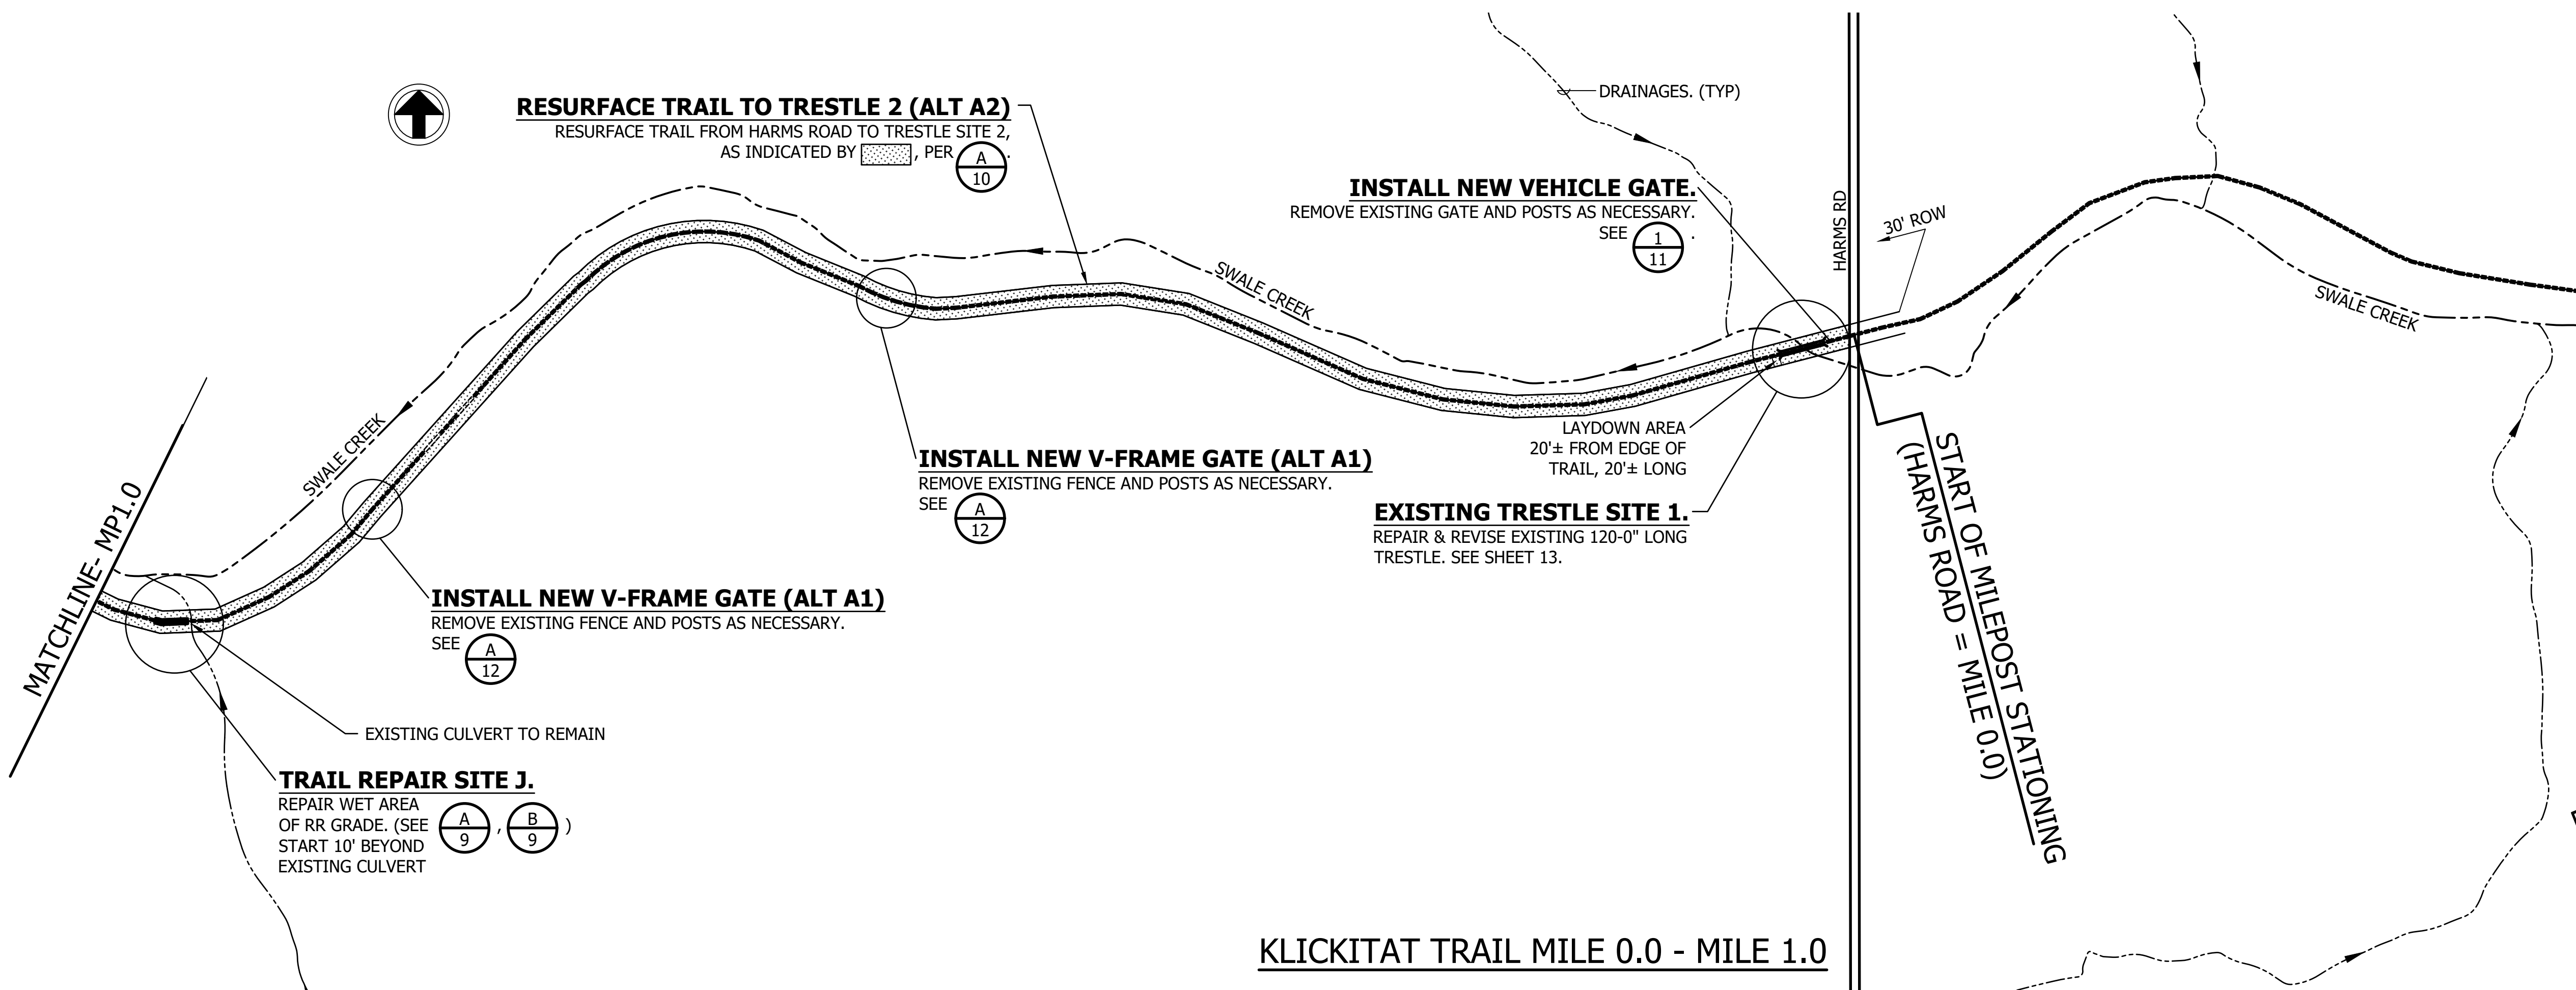 RESURFACE TRAIL TO TRESTLE 2 (ALT A2)
RESURFACE TRAIL FROM HARMS ROAD TO TRESTLE SITE 2,
AS INDICATED BY , PER A 10 .
DRAINAGES. (TYP)
INSTALL NEW VEHICLE GATE.
REMOVE EXISTING GATE AND POSTS AS NECESSARY.
SEE 1 11 .
HARMS RD
30' ROW
SWALE CREEK
SWALE CREEK
SWALE CREEK
LAYDOWN AREA
20'± FROM EDGE OF
TRAIL, 20'± LONG
INSTALL NEW V-FRAME GATE (ALT A1)
REMOVE EXISTING FENCE AND POSTS AS NECESSARY.
SEE A 12
EXISTING TRESTLE SITE 1.
REPAIR & REVISE EXISTING 120-0" LONG
TRESTLE. SEE SHEET 13.
START OF MILEPOST STATIONING
(HARMS ROAD = MILE 0.0)
MATCHLINE- MP1.0
INSTALL NEW V-FRAME GATE (ALT A1)
REMOVE EXISTING FENCE AND POSTS AS NECESSARY.
SEE A 12
EXISTING CULVERT TO REMAIN
TRAIL REPAIR SITE J.
REPAIR WET AREA
OF RR GRADE. (SEE A 9 , B 9 )
START 10' BEYOND
EXISTING CULVERT
KLICKITAT TRAIL MILE 0.0 - MILE 1.0